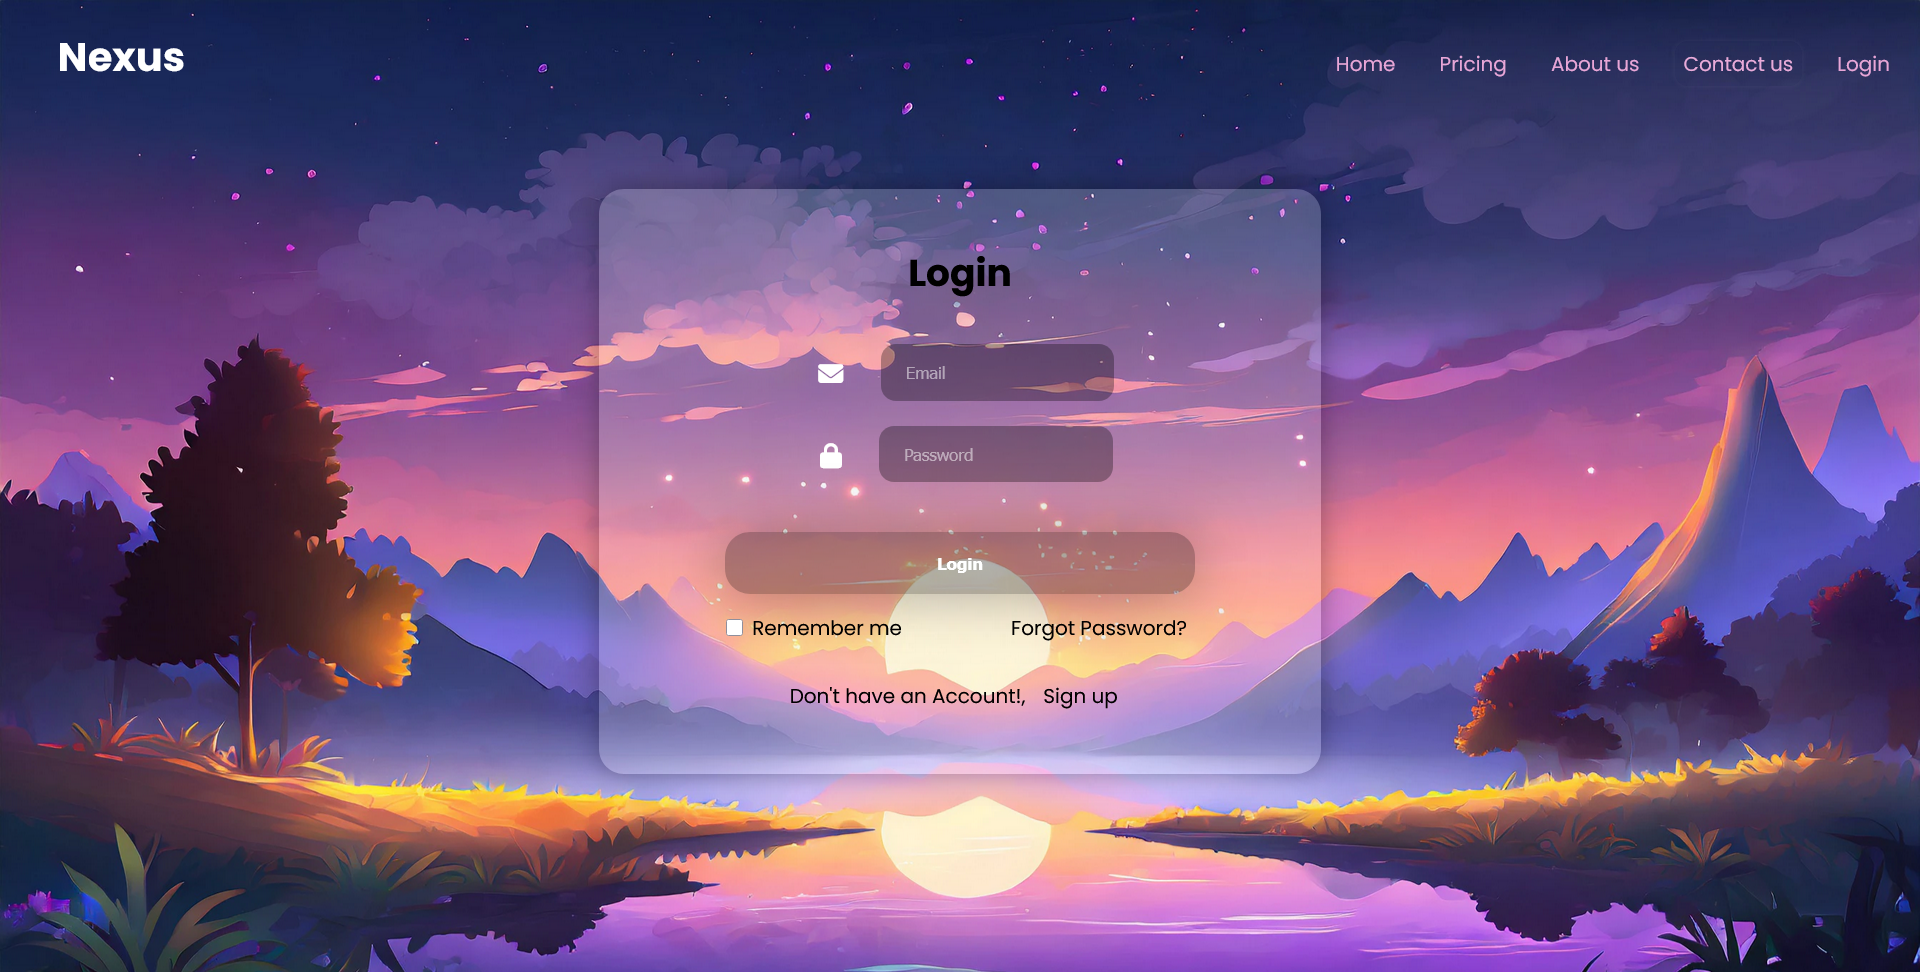 Nexus
Home Pricing About us Contact us Login
Login
Email
Password
Login
Remember me Forgot Password?
Don't have an Account!, Sign up